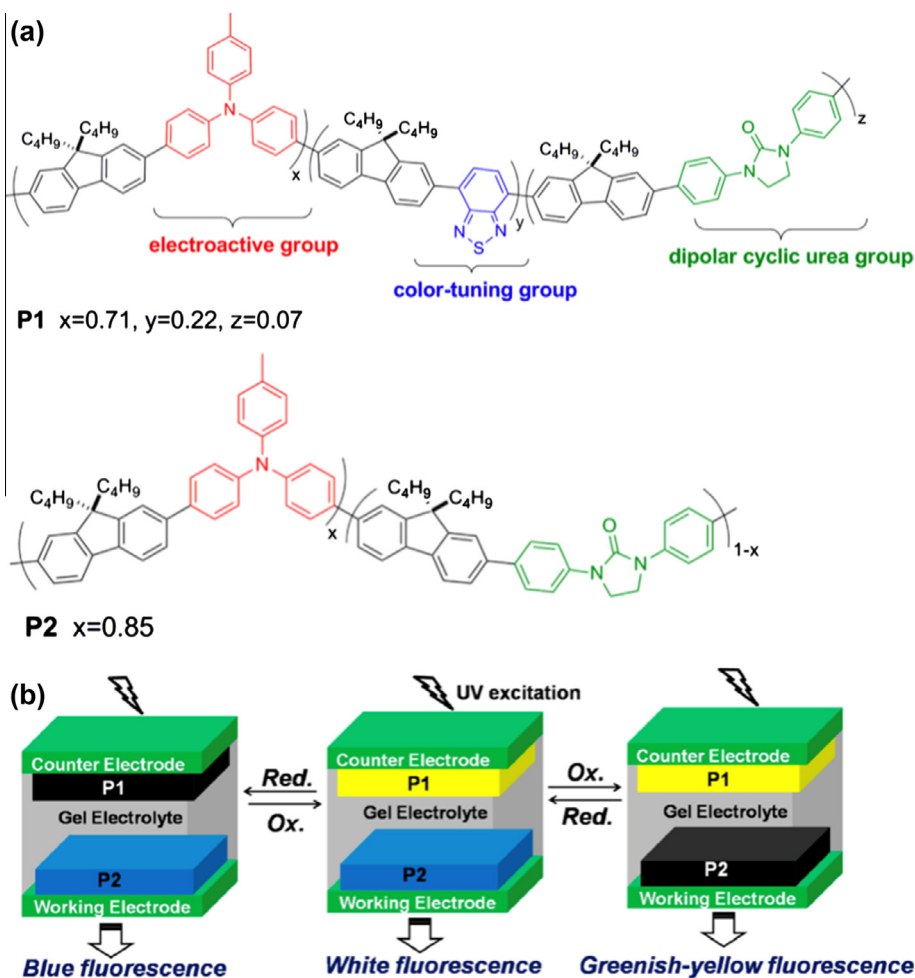 (a)
C₄H₉ C₄H₉
N
x
C₄H₉ C₄H₉
N N
S
y
C₄H₉ C₄H₉
O
N N
z
electroactive group
color-tuning group
dipolar cyclic urea group
P1 x=0.71, y=0.22, z=0.07
C₄H₉ C₄H₉
N
x
C₄H₉ C₄H₉
O
N N
1-x
P2 x=0.85
(b)
UV excitation
Counter Electrode
P1
Gel Electrolyte
P2
Working Electrode
Blue fluorescence
Red.
Ox.
Counter Electrode
P1
Gel Electrolyte
P2
Working Electrode
White fluorescence
Ox.
Red.
Counter Electrode
P1
Gel Electrolyte
P2
Working Electrode
Greenish-yellow fluorescence